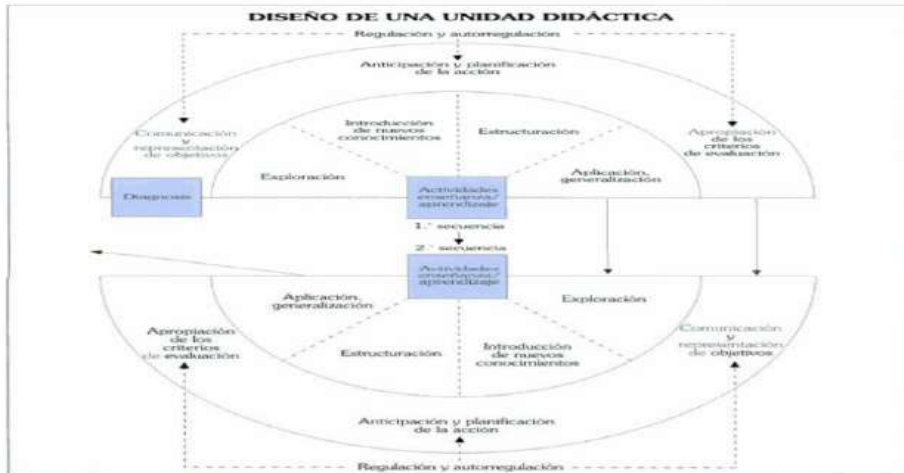 DISEÑO DE UNA UNIDAD DIDÁCTICA
Regulación y autorregulación
Anticipación y planificación
de la acción
Comunicación
y
representación
de objetivos
Introducción
de nuevos
conocimientos
Estructuración
Apropiación
de los
criterios
de evaluación
Exploración
Aplicación,
generalización
Diagnosis
Actividades
enseñanza/
aprendizaje
1.ª secuencia
2.ª secuencia
Actividades
enseñanza/
aprendizaje
Aplicación,
generalización
Exploración
Apropiación
de los
criterios
de evaluación
Estructuración
Introducción
de nuevos
conocimientos
Comunicación
y
representación
de objetivos
Anticipación y planificación
de la acción
Regulación y autorregulación